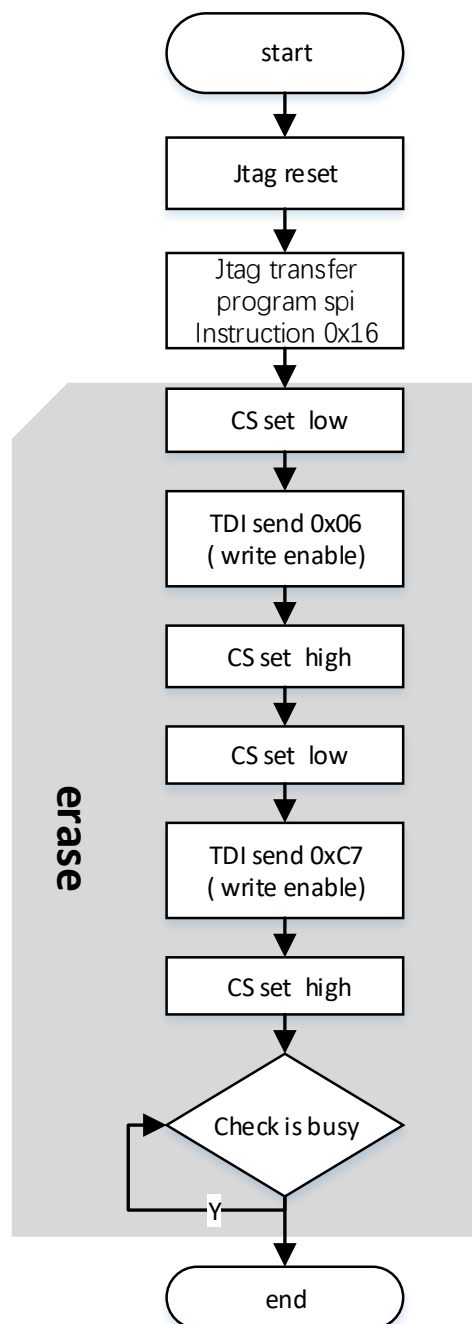 start
Jtag reset
Jtag transfer
program spi
Instruction 0x16
CS set low
TDI send 0x06
( write enable)
CS set high
CS set low
erase
TDI send 0xC7
( write enable)
CS set high
Check is busy
Y
end